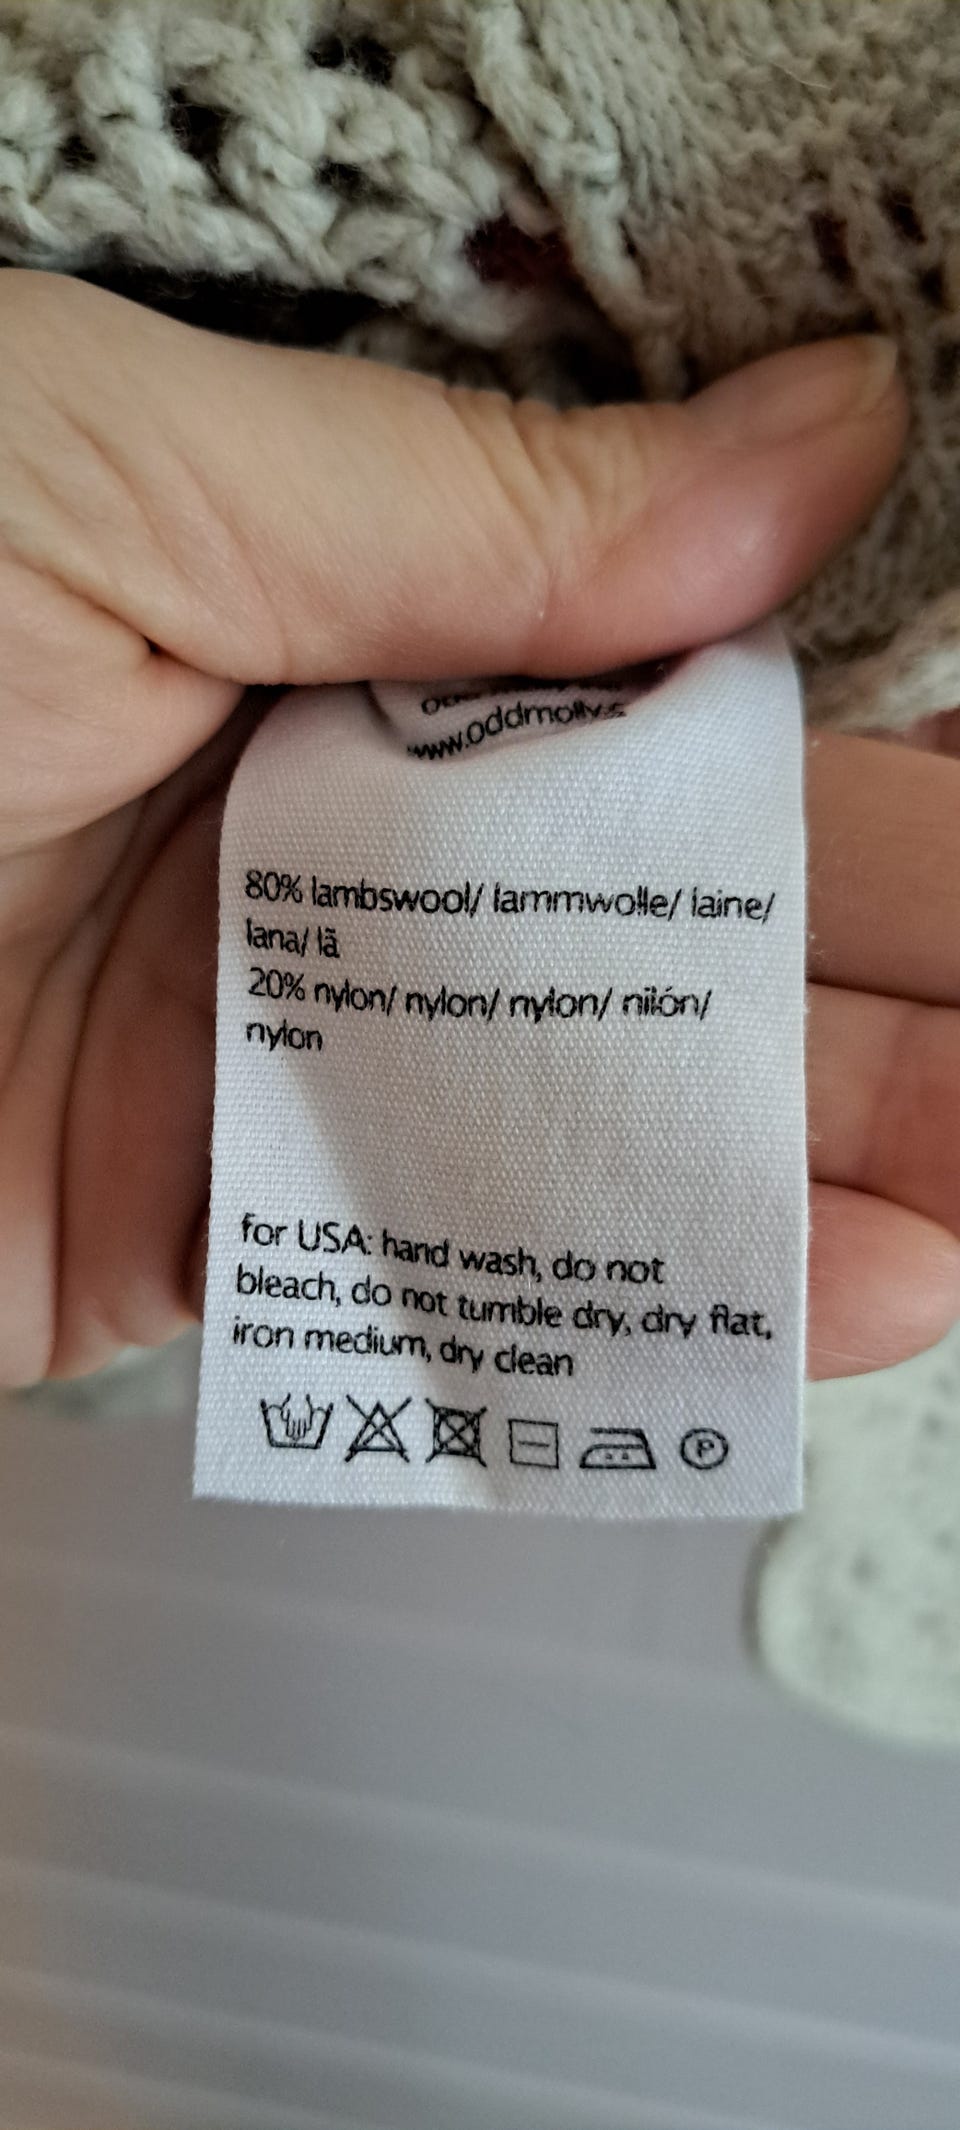 www.oddmolly.s
80% lambswool/ lammwolle/ laine/
lana/ lã
20% nylon/ nylon/ nylon/ nilón/
nylon
for USA: hand wash, do not
bleach, do not tumble dry, dry flat,
iron medium, dry clean
P